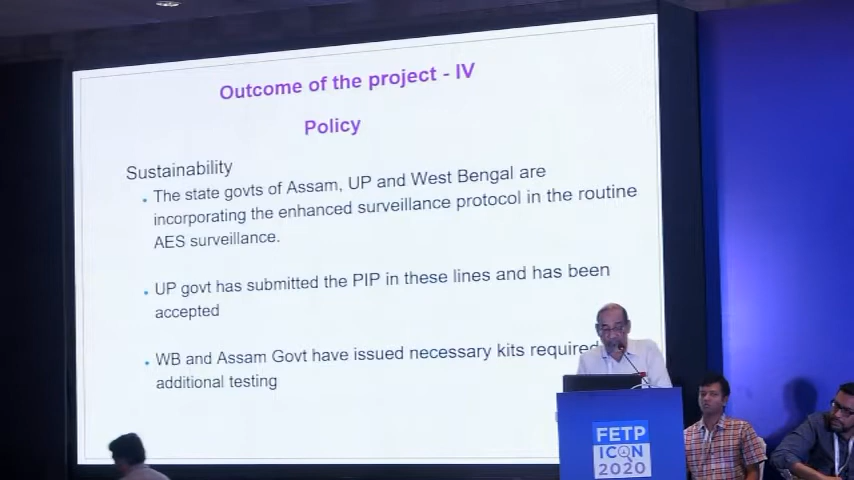 Outcome of the project - IV
Policy
Sustainability
• The state govts of Assam, UP and West Bengal are
incorporating the enhanced surveillance protocol in the routine
AES surveillance.
• UP govt has submitted the PIP in these lines and has been
accepted
• WB and Assam Govt have issued necessary kits required
additional testing
FETP
ICON
2020